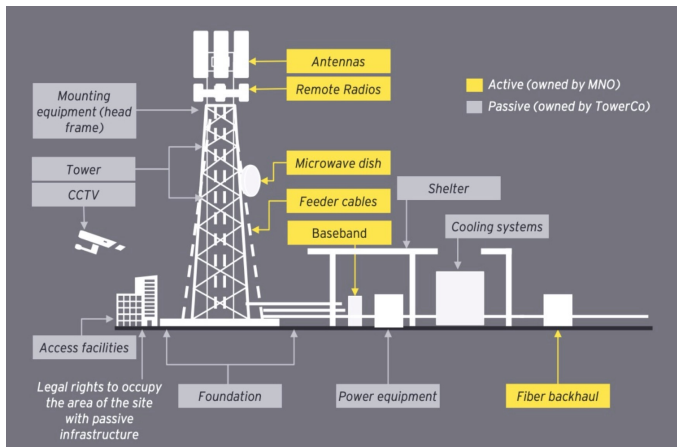 Antennas
Remote Radios
Active (owned by MNO)
Passive (owned by TowerCo)
Mounting
equipment (head
frame)
Tower
CCTV
Microwave dish
Feeder cables
Baseband
Shelter
Cooling systems
Access facilities
Legal rights to occupy
the area of the site
with passive
infrastructure
Foundation
Power equipment
Fiber backhaul